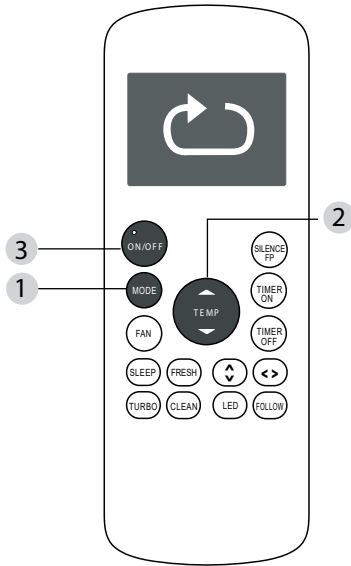 2
3
ON/OFF
SILENCE
FP
1
MODE
TEMP
TIMER
ON
FAN
TIMER
OFF
SLEEP
FRESH
TURBO
CLEAN
LED
FOLLOW